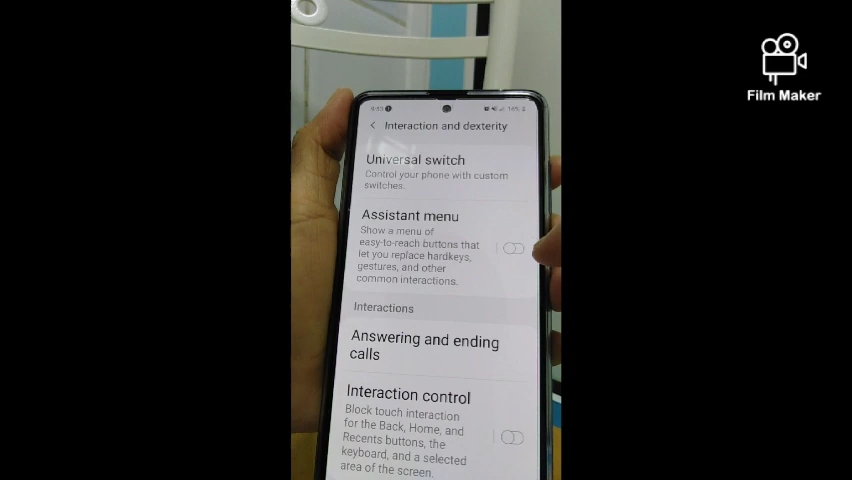 Film Maker
Interaction and dexterity
Universal switch
Control your phone with custom
switches.
Assistant menu
Show a menu of
easy-to-reach buttons that
let you replace hardkeys,
gestures, and other
common interactions.
Interactions
Answering and ending
calls
Interaction control
Block touch interaction
for the Back, Home, and
Recents buttons, the
keyboard, and a selected
area of the screen.